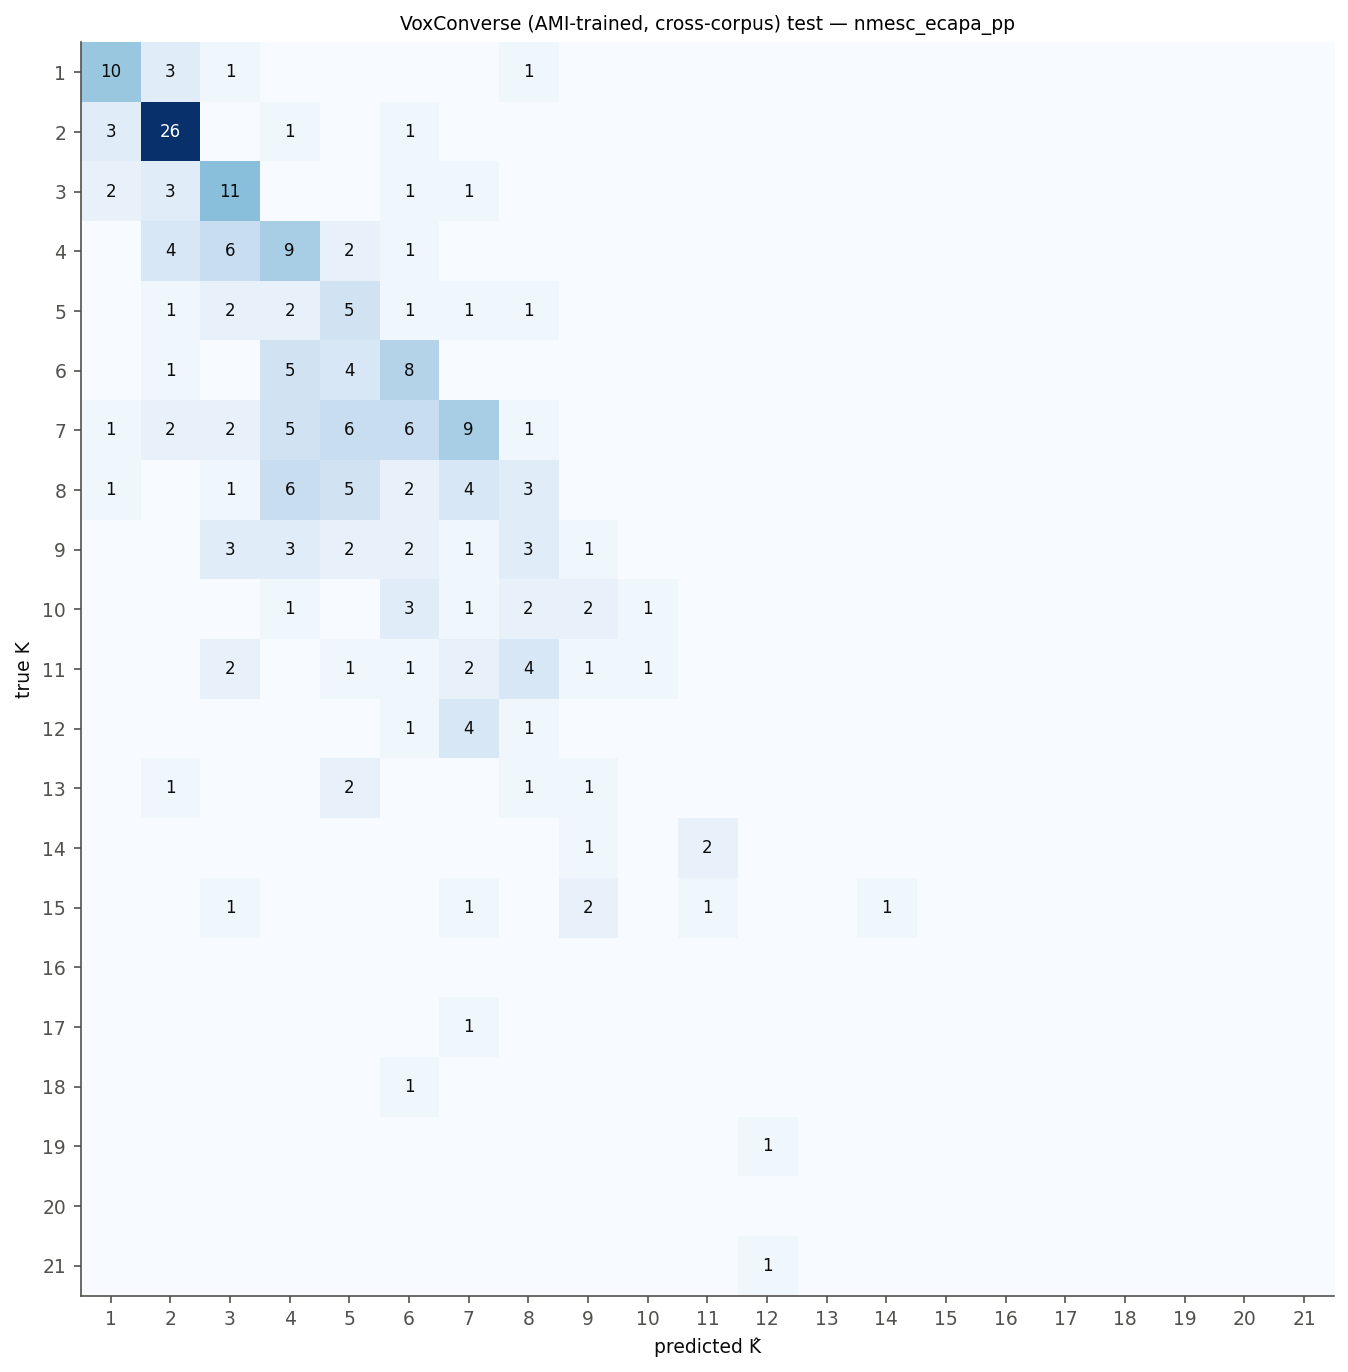 VoxConverse (AMI-trained, cross-corpus) test — nmesc_ecapa_pp
1 10 3 1 1
2 3 26 1 1
3 2 3 11 1 1
4 4 6 9 2 1
5 1 2 2 5 1 1 1
6 1 5 4 8
7 1 2 2 5 6 6 9 1
8 1 1 6 5 2 4 3
9 3 3 2 2 1 3 1
10 1 3 1 2 2 1
11 2 1 1 2 4 1 1
12 1 4 1
13 1 2 1 1
14 1 2
15 1 1 2 1 1
16
17 1
18 1
19 1
20
21 1
true K
1 2 3 4 5 6 7 8 9 10 11 12 13 14 15 16 17 18 19 20 21
predicted K̂